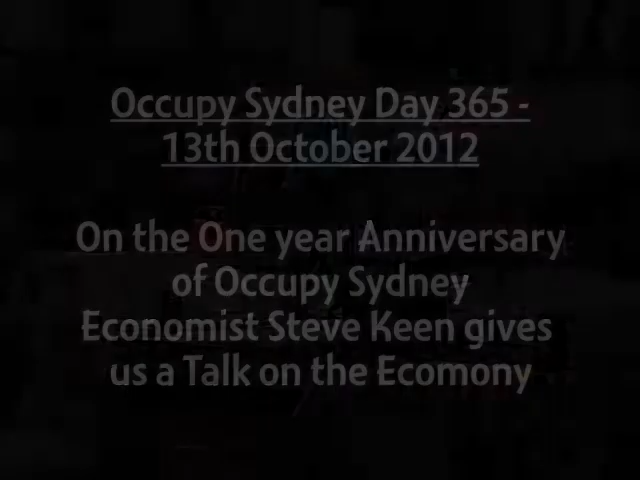 Occupy Sydney Day 365 -
13th October 2012
On the One year Anniversary
of Occupy Sydney
Economist Steve Keen gives
us a Talk on the Ecomony